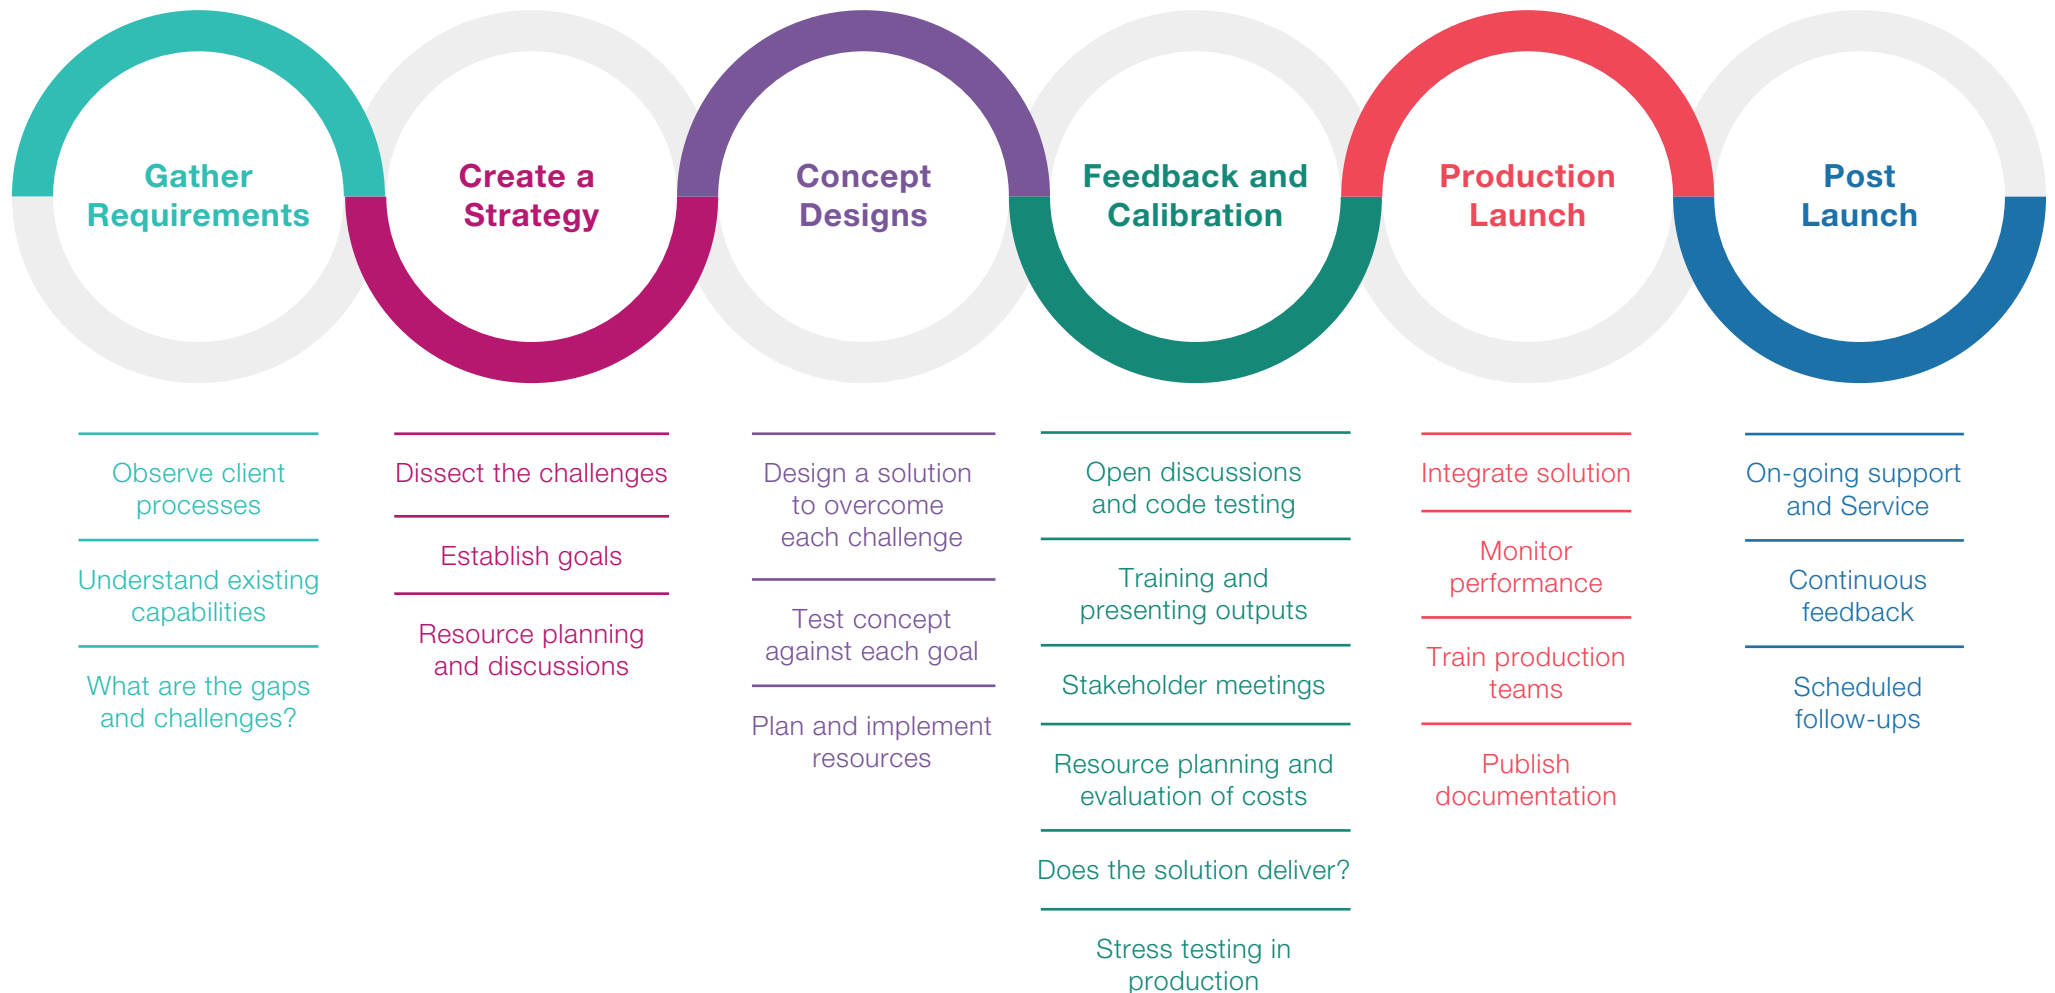 Gather
Requirements
Create a
Strategy
Concept
Designs
Feedback and
Calibration
Production
Launch
Post
Launch
Observe client
processes
Understand existing
capabilities
What are the gaps
and challenges?
Dissect the challenges
Establish goals
Resource planning
and discussions
Design a solution
to overcome
each challenge
Test concept
against each goal
Plan and implement
resources
Open discussions
and code testing
Training and
presenting outputs
Stakeholder meetings
Resource planning and
evaluation of costs
Does the solution deliver?
Stress testing in
production
Integrate solution
Monitor
performance
Train production
teams
Publish
documentation
On-going support
and Service
Continuous
feedback
Scheduled
follow-ups